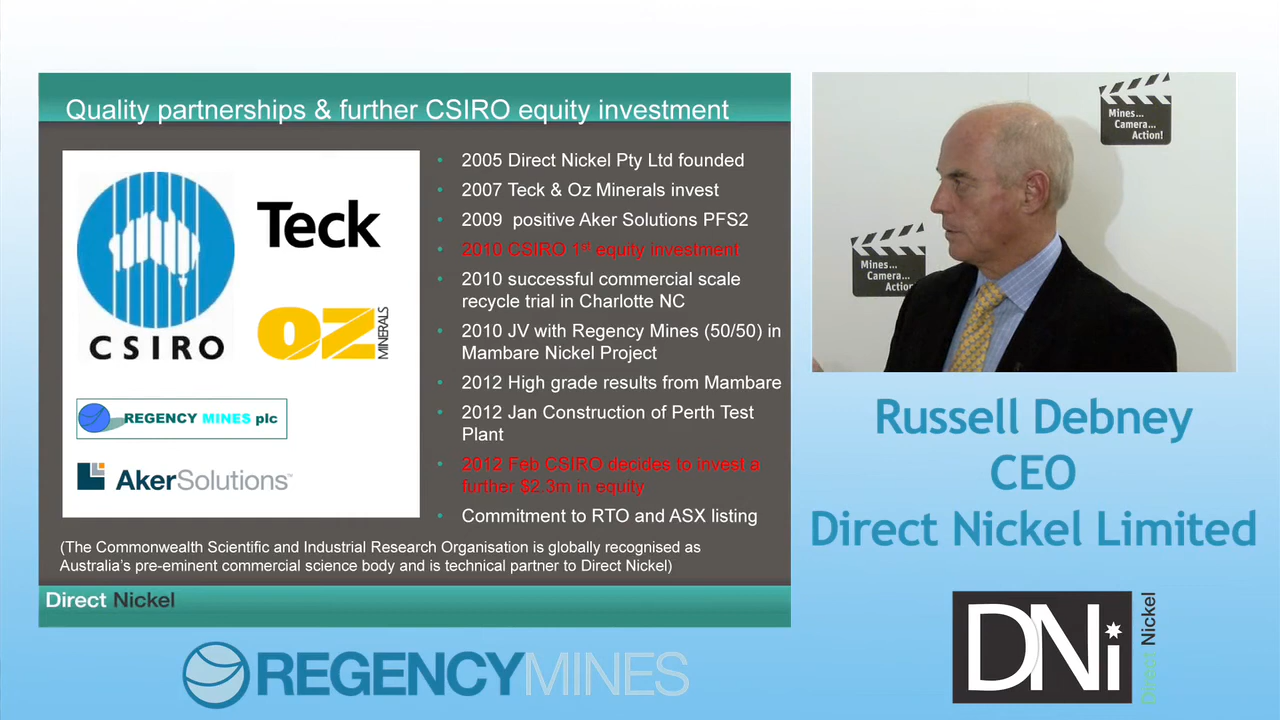 Quality partnerships & further CSIRO equity investment
CSIRO
Teck
OZ
MINERALS
REGENCY MINES plc
AkerSolutions™
• 2005 Direct Nickel Pty Ltd founded
• 2007 Teck & Oz Minerals invest
• 2009 positive Aker Solutions PFS2
• 2010 CSIRO 1st equity investment
• 2010 successful commercial scale
recycle trial in Charlotte NC
• 2010 JV with Regency Mines (50/50) in
Mambare Nickel Project
• 2012 High grade results from Mambare
• 2012 Jan Construction of Perth Test
Plant
• 2012 Feb CSIRO decides to invest a
further $2.3m in equity
• Commitment to RTO and ASX listing
(The Commonwealth Scientific and Industrial Research Organisation is globally recognised as
Australia's pre-eminent commercial science body and is technical partner to Direct Nickel)
Direct Nickel
REGENCY MINES
Mines...
Camera...
Action!
Mines...
Camera...
Action
Russell Debney
CEO
Direct Nickel Limited
DNi
Direct Nickel